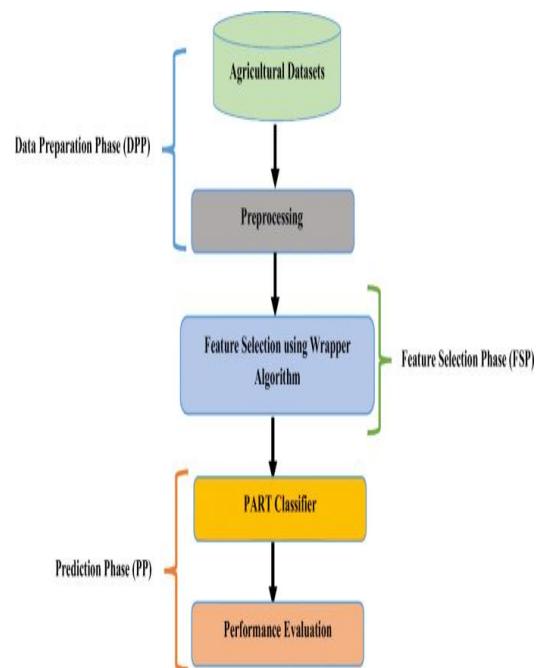 Agricultural Datasets
Data Preparation Phase (DPP)
Preprocessing
Feature Selection using Wrapper
Algorithm
Feature Selection Phase (FSP)
PART Classifier
Prediction Phase (PP)
Performance Evaluation